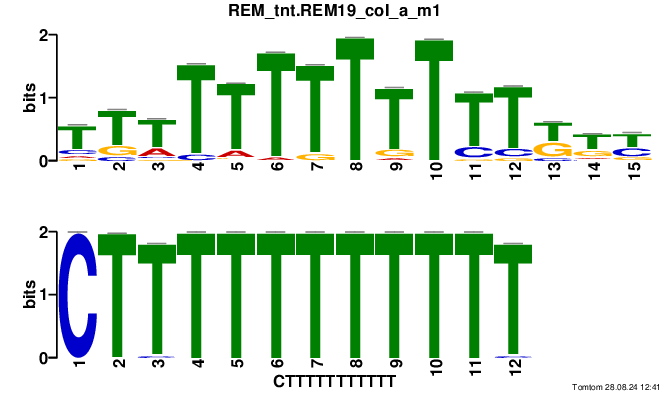 REM_tnt.REM19_col_a_m1
bits
2
1
0
T T T T T T T T T T T T T T T
C G A C A A G G C C G G C
A C G A G G C A G
1 2 3 4 5 6 7 8 9 10 11 12 13 14 15
bits
2
1
0
C T T T T T T T T T T T
1 2 3 4 5 6 7 8 9 10 11 12
CTTTTTTTTTTT
Tomtom 28.08.24 12:41